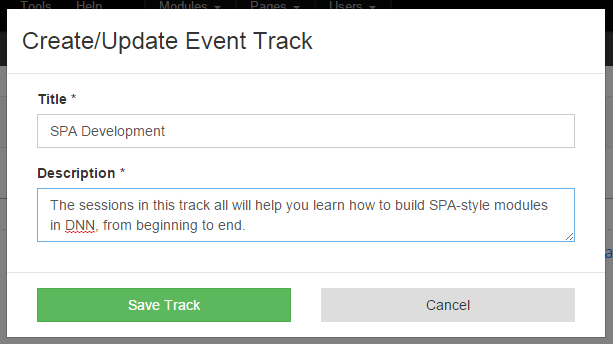 Tools Help Modules Pages Users
Create/Update Event Track
Title *
SPA Development
Description *
The sessions in this track all will help you learn how to build SPA-style modules
in DNN, from beginning to end.
Save Track Cancel